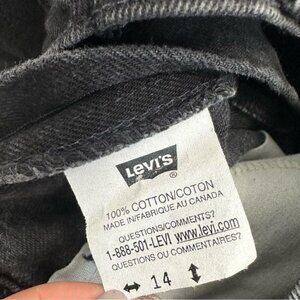 LEVI'S
100% COTTON/COTON
MADE IN/FABRIQUE AU CANADA
QUESTIONS/COMMENTS?
1-888-501-LEVI www.levi.com
QUESTIONS OU COMMENTAIRES?
14